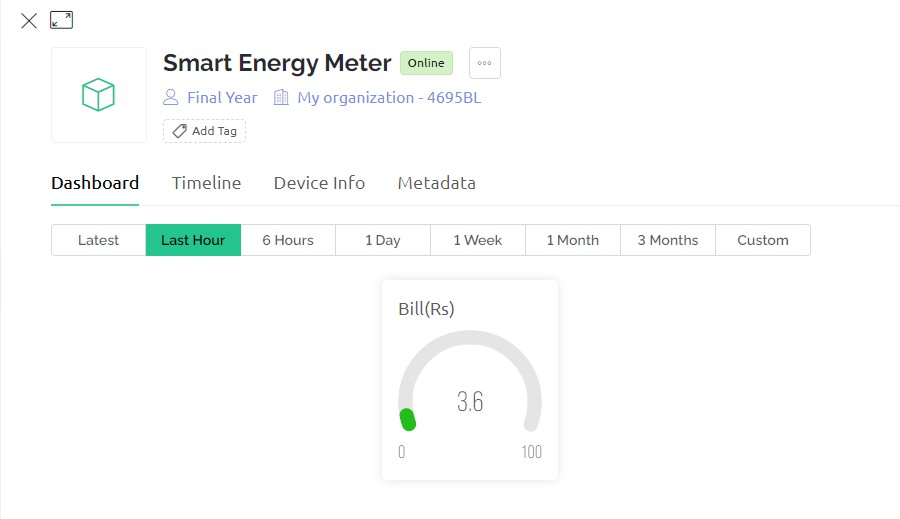 Smart Energy Meter Online
Final Year My organization - 4695BL
Add Tag
Dashboard Timeline Device Info Metadata
Latest Last Hour 6 Hours 1 Day 1 Week 1 Month 3 Months Custom
Bill(Rs)
3.6
0 100